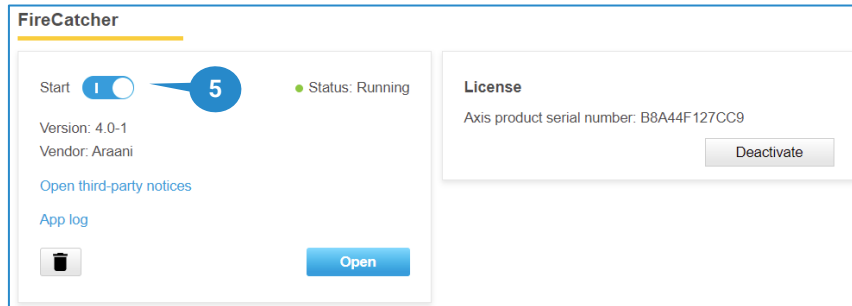 FireCatcher
Start
5
Status: Running
Version: 4.0-1
Vendor: Araani
Open third-party notices
App log
Open
License
Axis product serial number: B8A44F127CC9
Deactivate